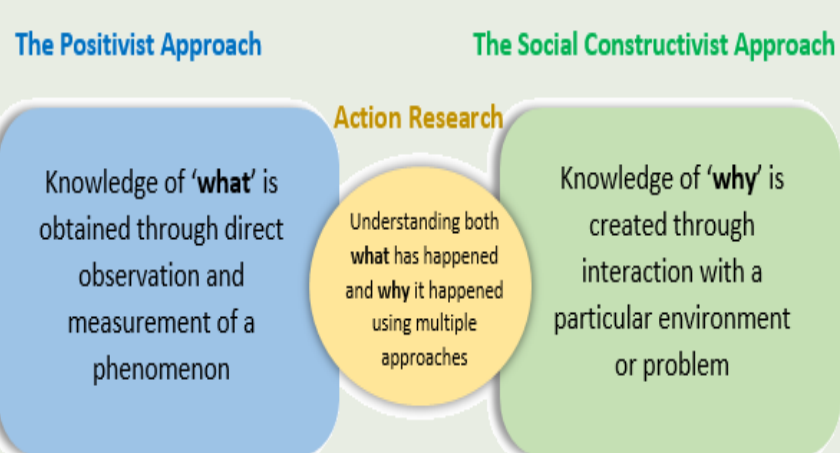 The Positivist Approach
The Social Constructivist Approach
Action Research
Knowledge of ‘what’ is
obtained through direct
observation and
measurement of a
phenomenon
Understanding both
what has happened
and why it happened
using multiple
approaches
Knowledge of ‘why’ is
created through
interaction with a
particular environment
or problem